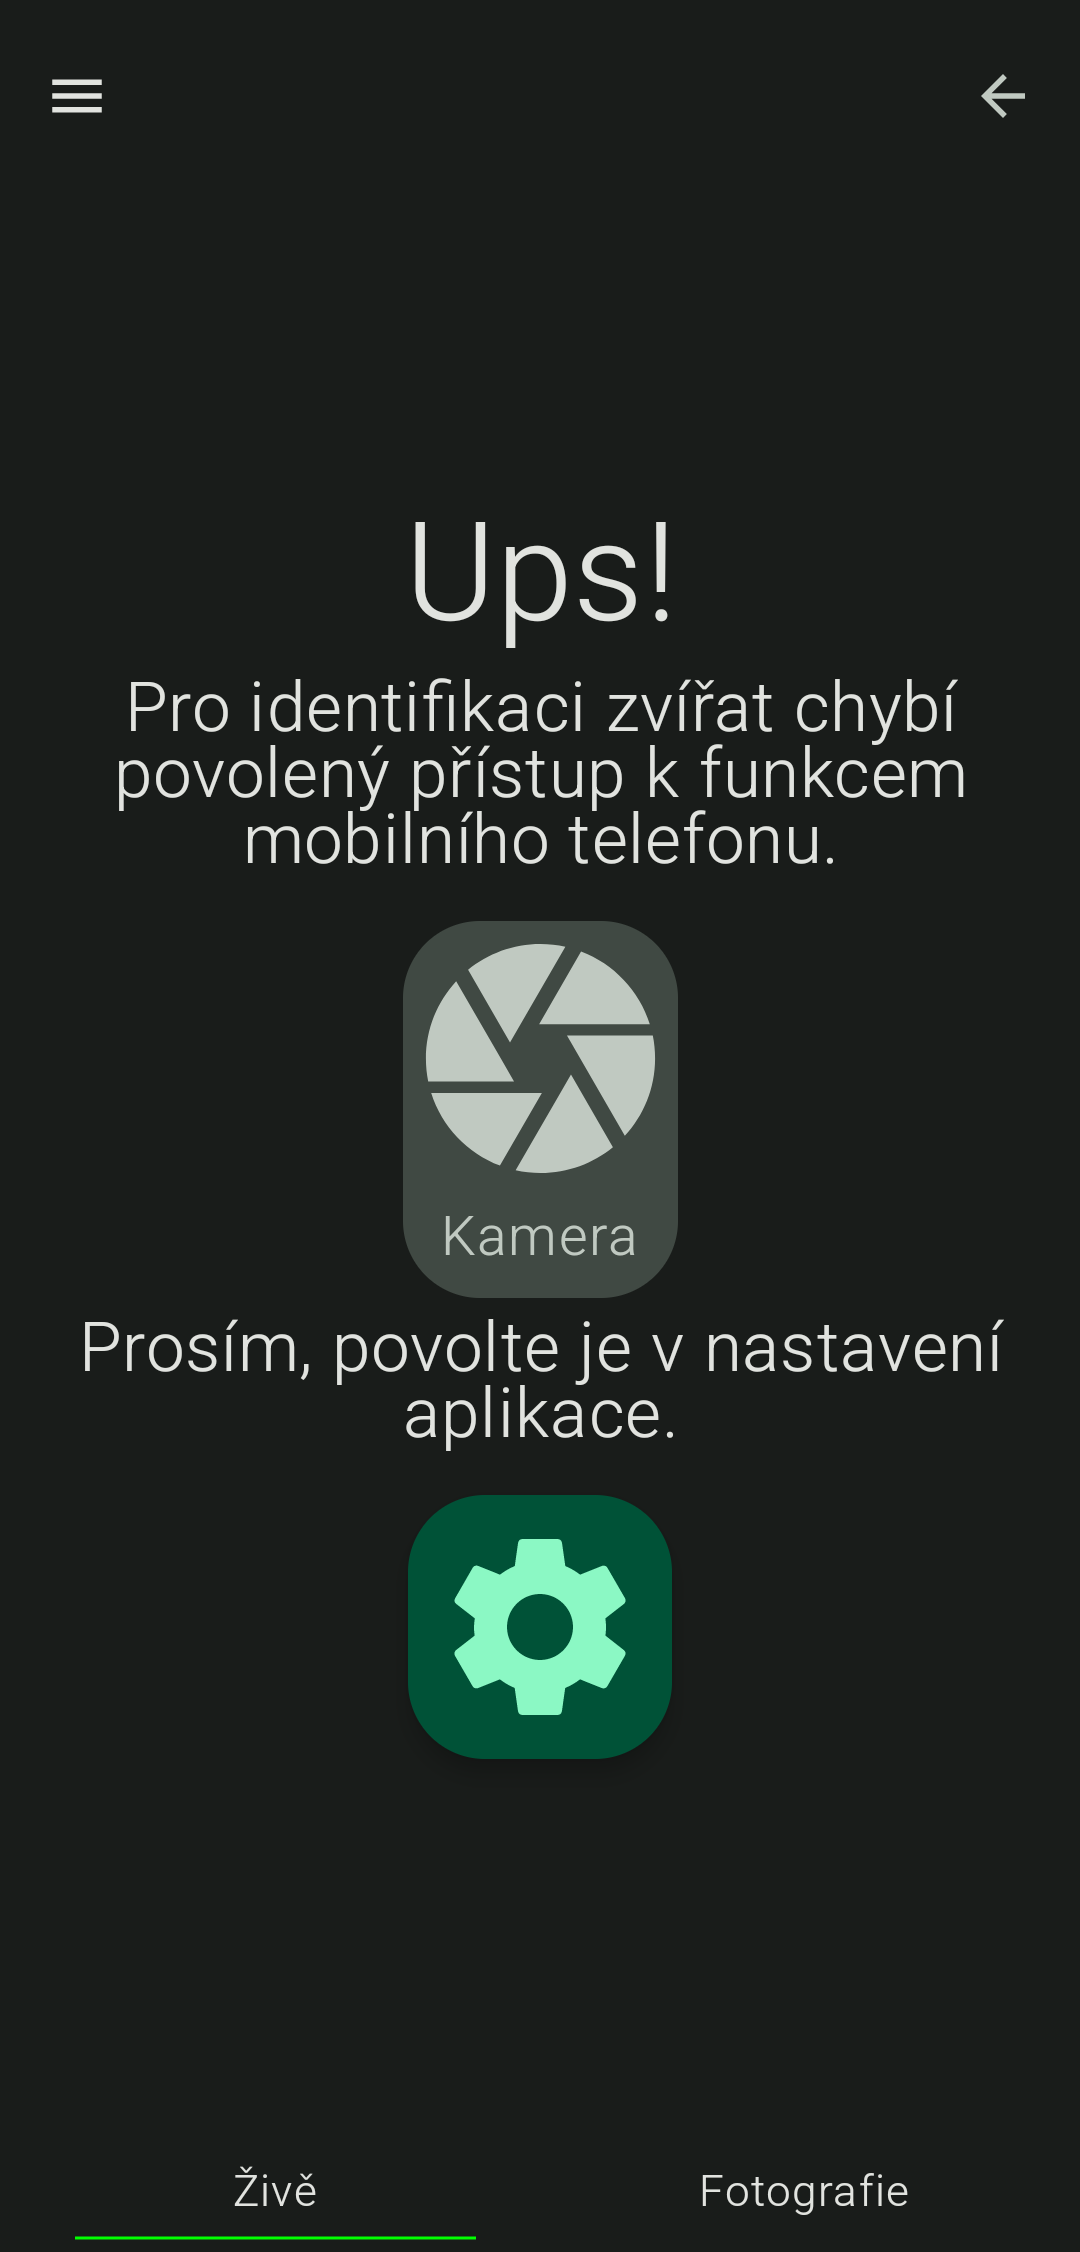 Ups!
Pro identifikaci zvířat chybí
povolený přístup k funkcem
mobilního telefonu.
Kamera
Prosím, povolte je v nastavení
aplikace.
Živě
Fotografie